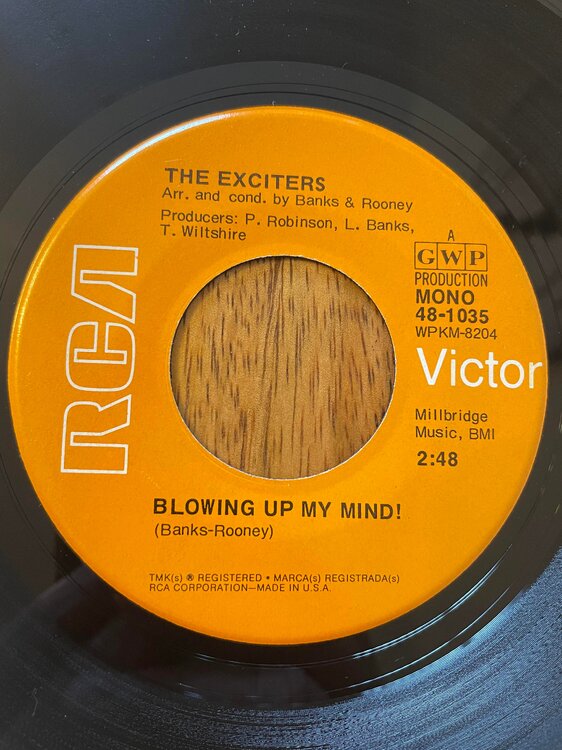 THE EXCITERS
Arr. and cond. by Banks & Rooney
Producers: P. Robinson, L. Banks,
T. Wiltshire
A
GWP
PRODUCTION
MONO
48-1035
WPKM-8204
RCA
Victor
Millbridge
Music, BMI
2:48
BLOWING UP MY MIND!
(Banks-Rooney)
TMK(s) ® REGISTERED • MARCA(s) REGISTRADA(s)
RCA CORPORATION—MADE IN U.S.A.